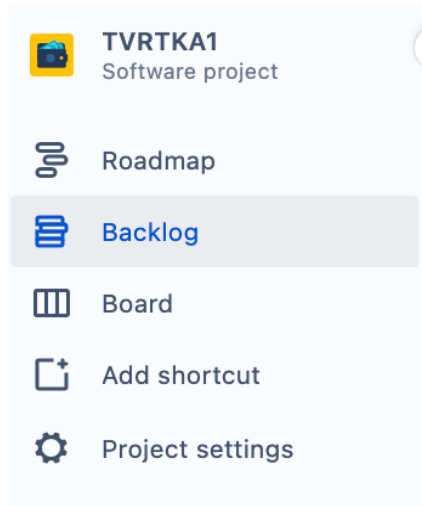 TVRTKA1
Software project
Roadmap
Backlog
Board
Add shortcut
Project settings